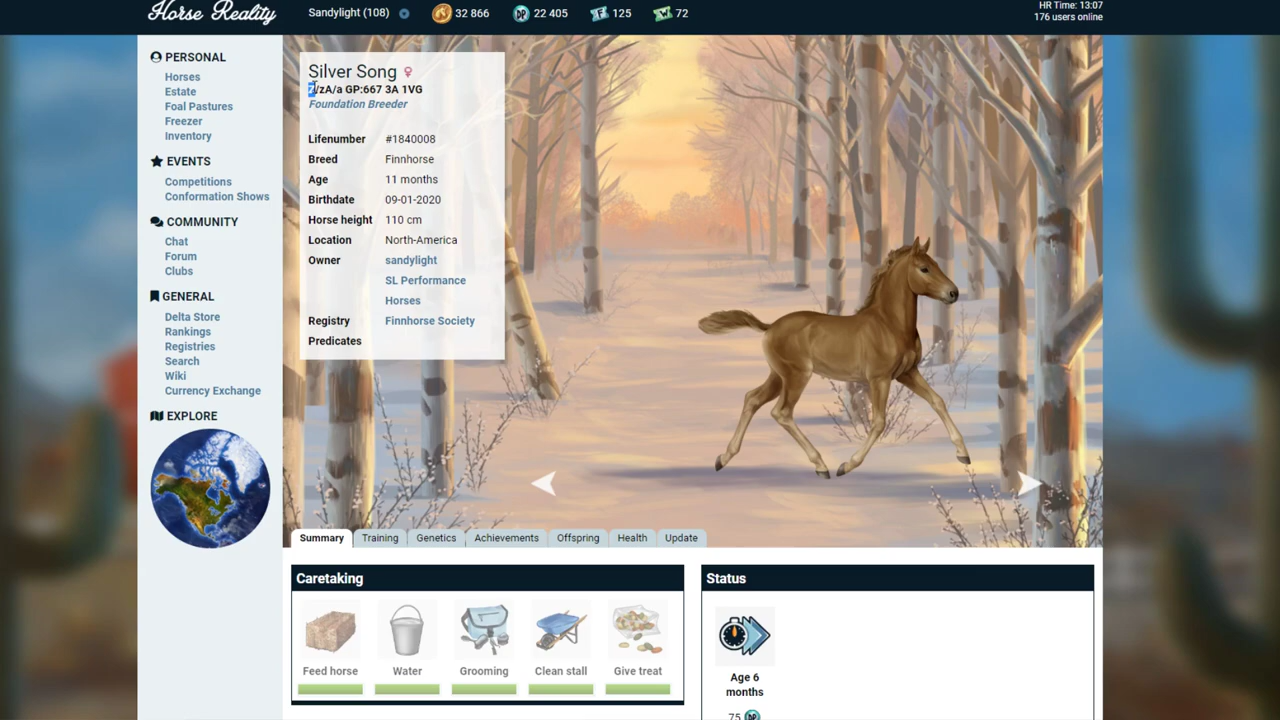 Horse Reality
Sandylight (108)
32 866
22 405
125
72
HR Time: 13:07
176 users online
PERSONAL
Horses
Estate
Foal Pastures
Freezer
Inventory
EVENTS
Competitions
Conformation Shows
COMMUNITY
Chat
Forum
Clubs
GENERAL
Delta Store
Rankings
Registries
Search
Wiki
Currency Exchange
EXPLORE
Silver Song
/zA/a GP:667 3A 1VG
Foundation Breeder
Lifenumber #1840008
Breed Finnhorse
Age 11 months
Birthdate 09-01-2020
Horse height 110 cm
Location North-America
Owner sandylight
SL Performance
Horses
Registry Finnhorse Society
Predicates
Summary Training Genetics Achievements Offspring Health Update
Caretaking
Feed horse Water Grooming Clean stall Give treat
Status
Age 6
months
75 DP